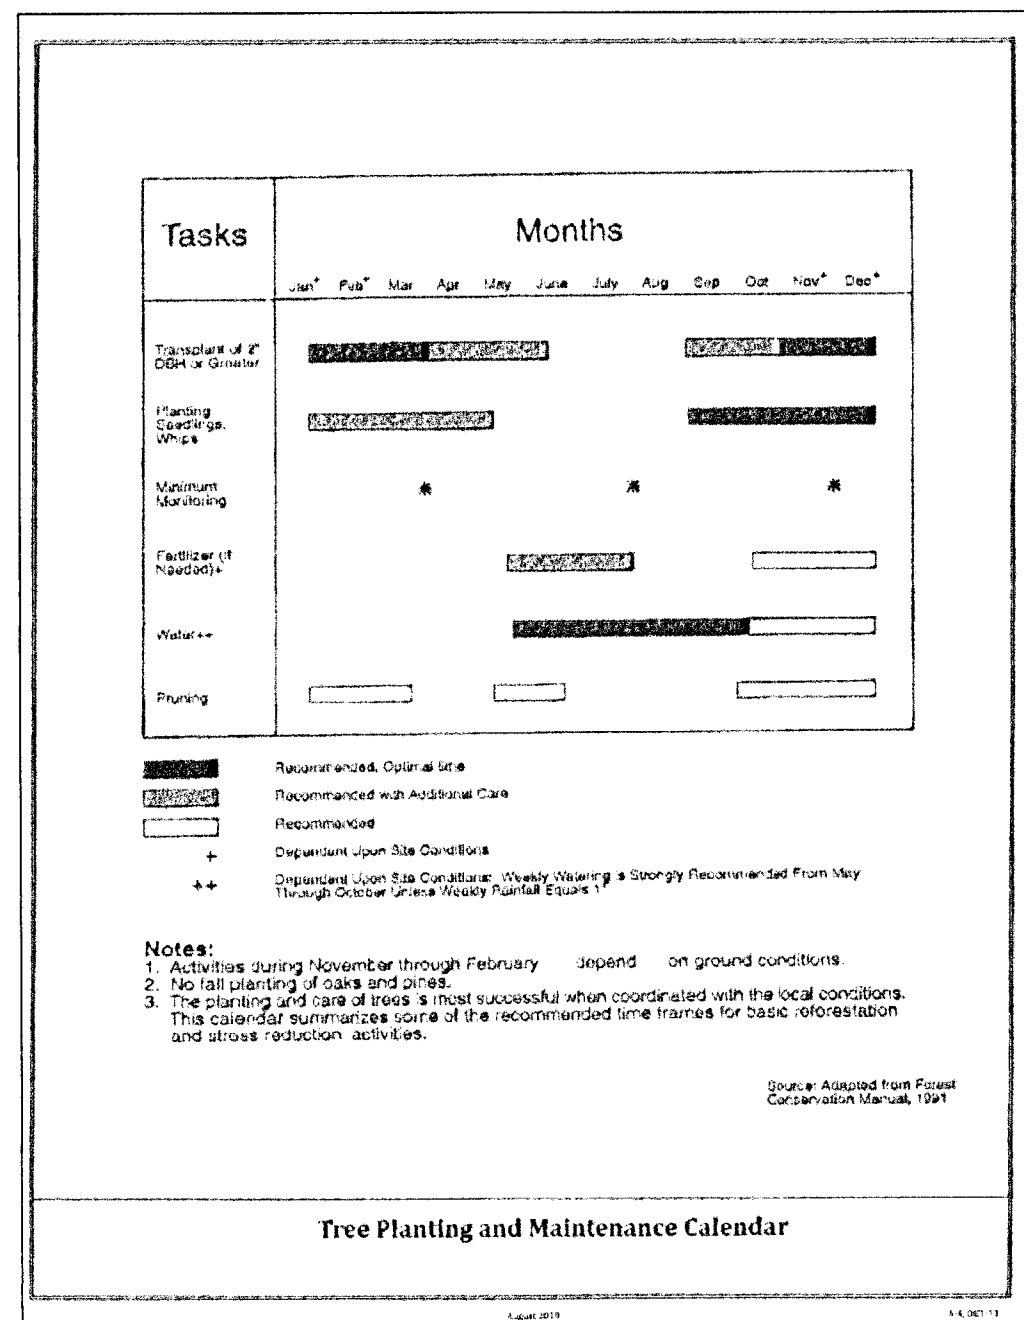 Tasks
Months
Jan+ Feb+ Mar Apr May June July Aug Sep Oct Nov+ Dec+
Transplant of 2"
DBH or Greater
Planting
Seedlings,
Whips
Minimum
Monitoring
Fertilizer (if
Needed)+
Water++
Pruning
Recommended, Optimal time
Recommended with Additional Care
Recommended
+ Dependent Upon Site Conditions
++ Dependent Upon Site Conditions; Weekly Watering is Strongly Recommended From May
Through October Unless Weekly Rainfall Equals 1"
Notes:
1. Activities during November through February depend on ground conditions.
2. No fall planting of oaks and pines.
3. The planting and care of trees is most successful when coordinated with the local conditions.
This calendar summarizes some of the recommended time frames for basic reforestation
and stress reduction activities.
Source: Adapted from Forest
Conservation Manual, 1991
Tree Planting and Maintenance Calendar
August